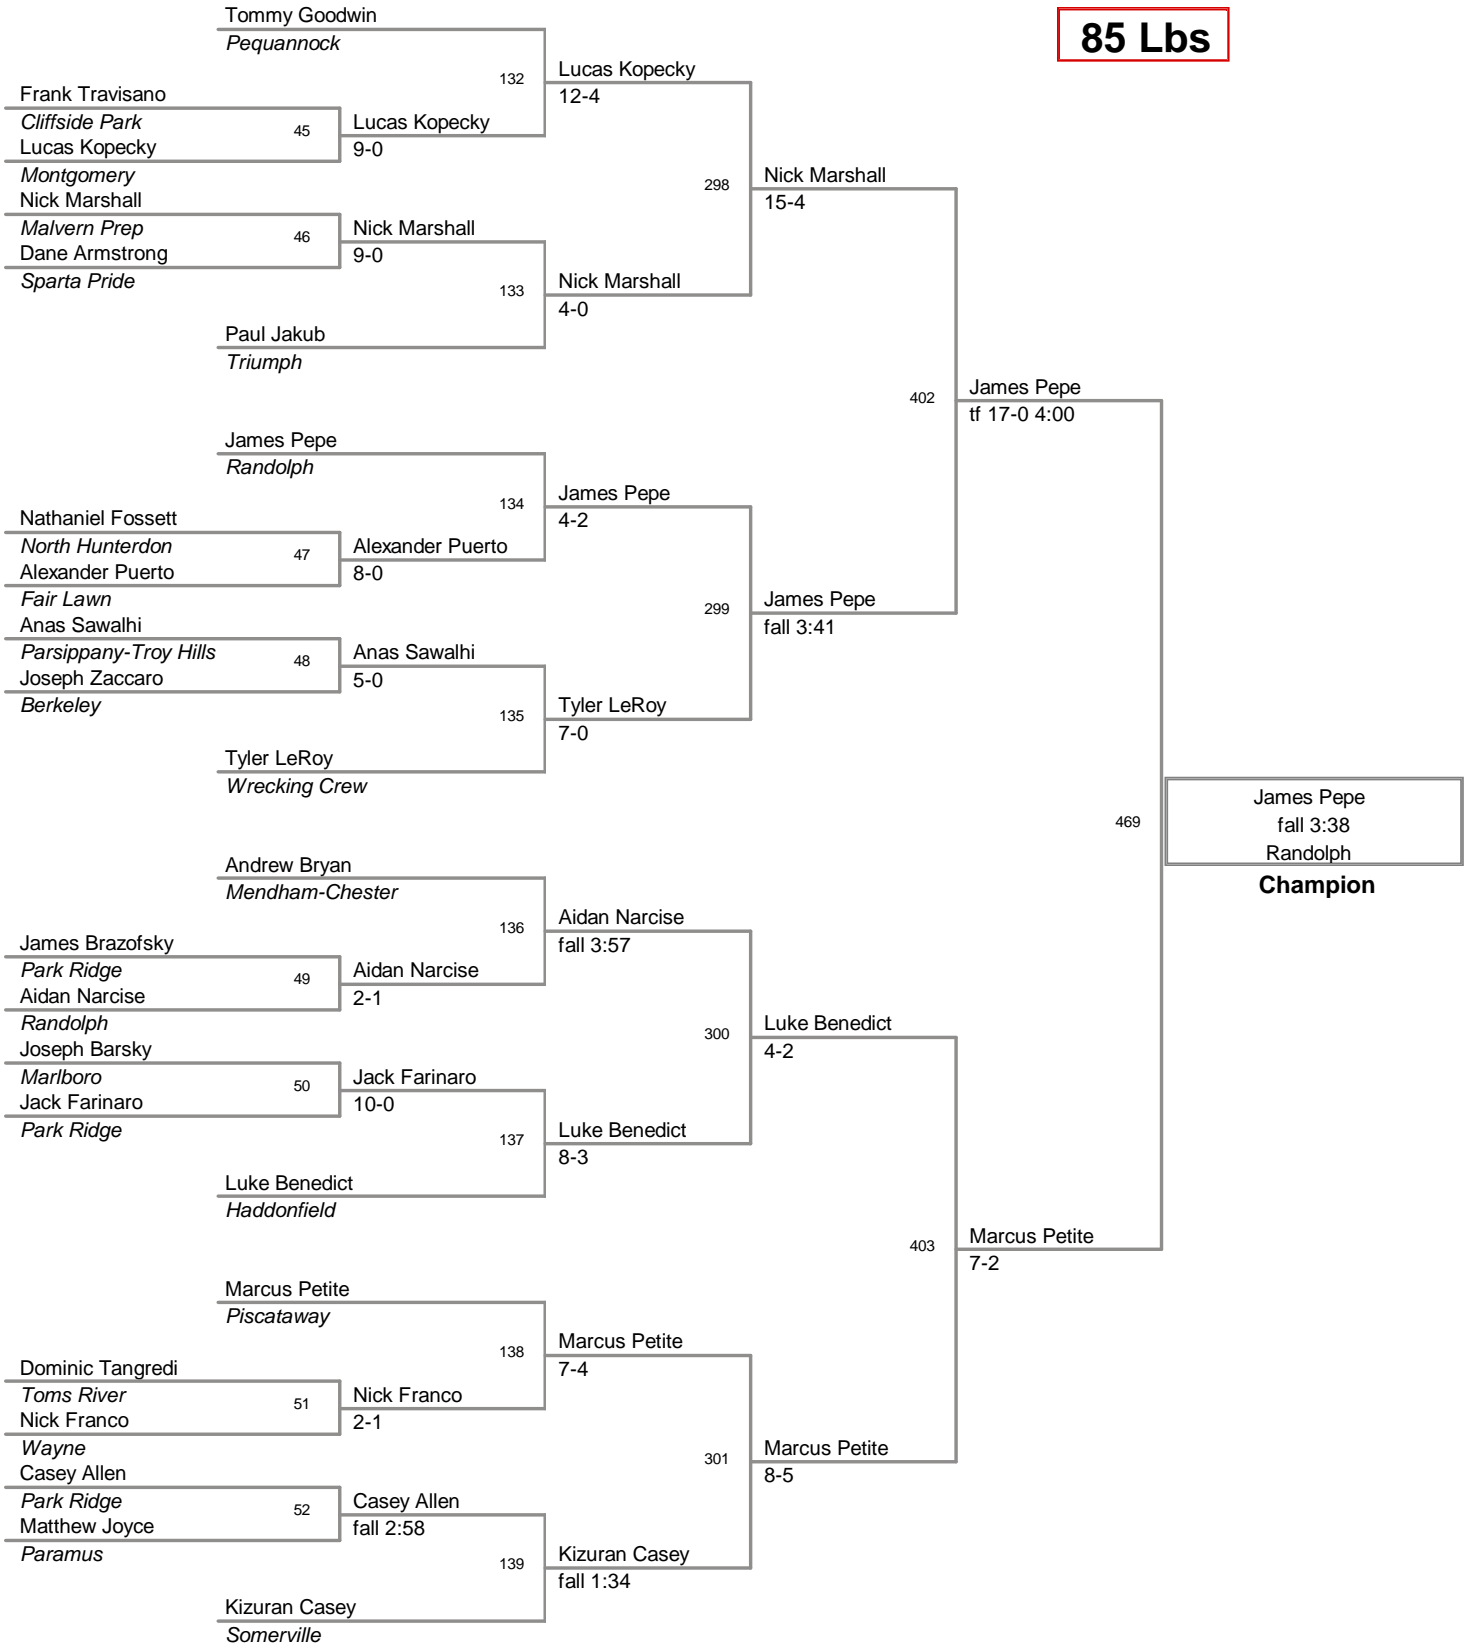 Tommy Goodwin
Pequannock
85 Lbs
132
Lucas Kopecky
12-4
Frank Travisano
Cliffside Park
45
Lucas Kopecky
9-0
Lucas Kopecky
Montgomery
298
Nick Marshall
15-4
Nick Marshall
Malvern Prep
46
Nick Marshall
9-0
Dane Armstrong
Sparta Pride
133
Nick Marshall
4-0
Paul Jakub
Triumph
402
James Pepe
tf 17-0 4:00
James Pepe
Randolph
134
James Pepe
4-2
Nathaniel Fossett
North Hunterdon
47
Alexander Puerto
8-0
Alexander Puerto
Fair Lawn
299
James Pepe
fall 3:41
Anas Sawalhi
Parsippany-Troy Hills
48
Anas Sawalhi
5-0
Joseph Zaccaro
Berkeley
135
Tyler LeRoy
7-0
Tyler LeRoy
Wrecking Crew
469
James Pepe
fall 3:38
Randolph
Champion
Andrew Bryan
Mendham-Chester
136
Aidan Narcise
fall 3:57
James Brazofsky
Park Ridge
49
Aidan Narcise
2-1
Aidan Narcise
Randolph
300
Luke Benedict
4-2
Joseph Barsky
Marlboro
50
Jack Farinaro
10-0
Jack Farinaro
Park Ridge
137
Luke Benedict
8-3
Luke Benedict
Haddonfield
403
Marcus Petite
7-2
Marcus Petite
Piscataway
138
Marcus Petite
7-4
Dominic Tangredi
Toms River
51
Nick Franco
2-1
Nick Franco
Wayne
301
Marcus Petite
8-5
Casey Allen
Park Ridge
52
Casey Allen
fall 2:58
Matthew Joyce
Paramus
139
Kizuran Casey
fall 1:34
Kizuran Casey
Somerville